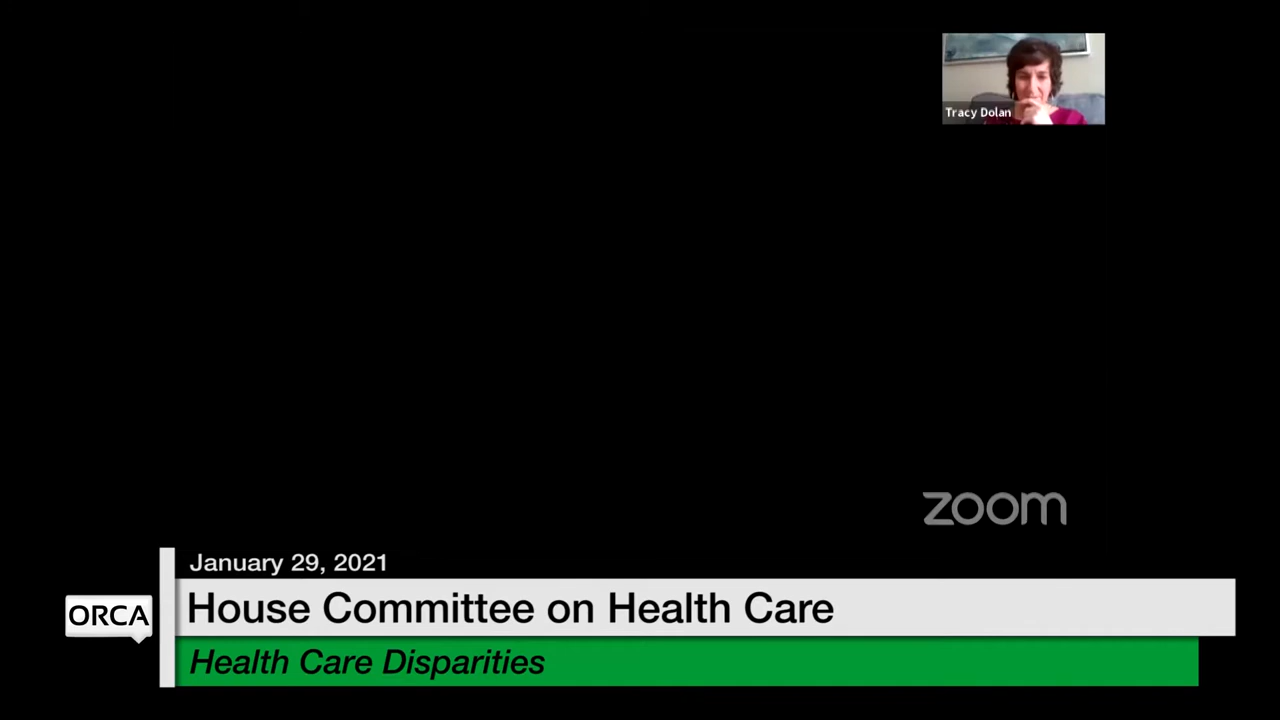 Tracy Dolan
zoom
January 29, 2021
House Committee on Health Care
ORCA
Health Care Disparities